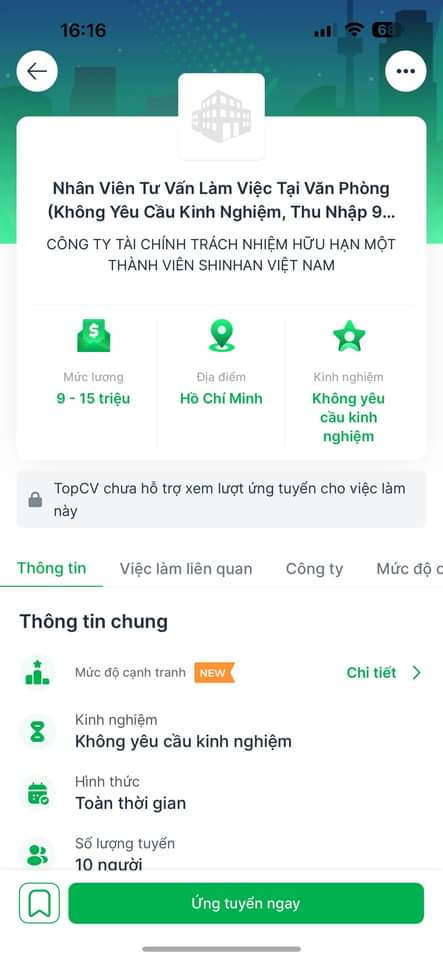 16:16
68
Nhân Viên Tư Vấn Làm Việc Tại Văn Phòng
(Không Yêu Cầu Kinh Nghiệm, Thu Nhập 9...
CÔNG TY TÀI CHÍNH TRÁCH NHIỆM HỮU HẠN MỘT
THÀNH VIÊN SHINHAN VIỆT NAM
Mức lương
9 - 15 triệu
Địa điểm
Hồ Chí Minh
Kinh nghiệm
Không yêu
cầu kinh
nghiệm
TopCV chưa hỗ trợ xem lượt ứng tuyển cho việc làm
này
Thông tin Việc làm liên quan Công ty Mức độ c
Thông tin chung
Mức độ cạnh tranh NEW Chi tiết
Kinh nghiệm
Không yêu cầu kinh nghiệm
Hình thức
Toàn thời gian
Số lượng tuyển
10 người
Ứng tuyển ngay